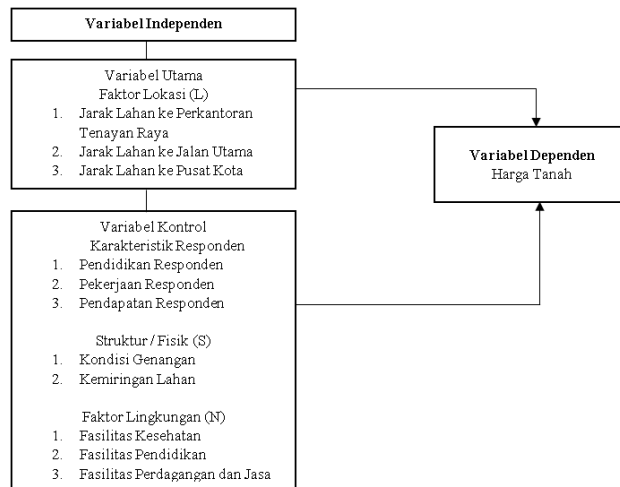 Variabel Independen
Variabel Utama
Faktor Lokasi (L)
1. Jarak Lahan ke Perkantoran
Tenayan Raya
2. Jarak Lahan ke Jalan Utama
3. Jarak Lahan ke Pusat Kota
Variabel Kontrol
Karakteristik Responden
1. Pendidikan Responden
2. Pekerjaan Responden
3. Pendapatan Responden
Struktur / Fisik (S)
1. Kondisi Genangan
2. Kemiringan Lahan
Faktor Lingkungan (N)
1. Fasilitas Kesehatan
2. Fasilitas Pendidikan
3. Fasilitas Perdagangan dan Jasa
Variabel Dependen
Harga Tanah